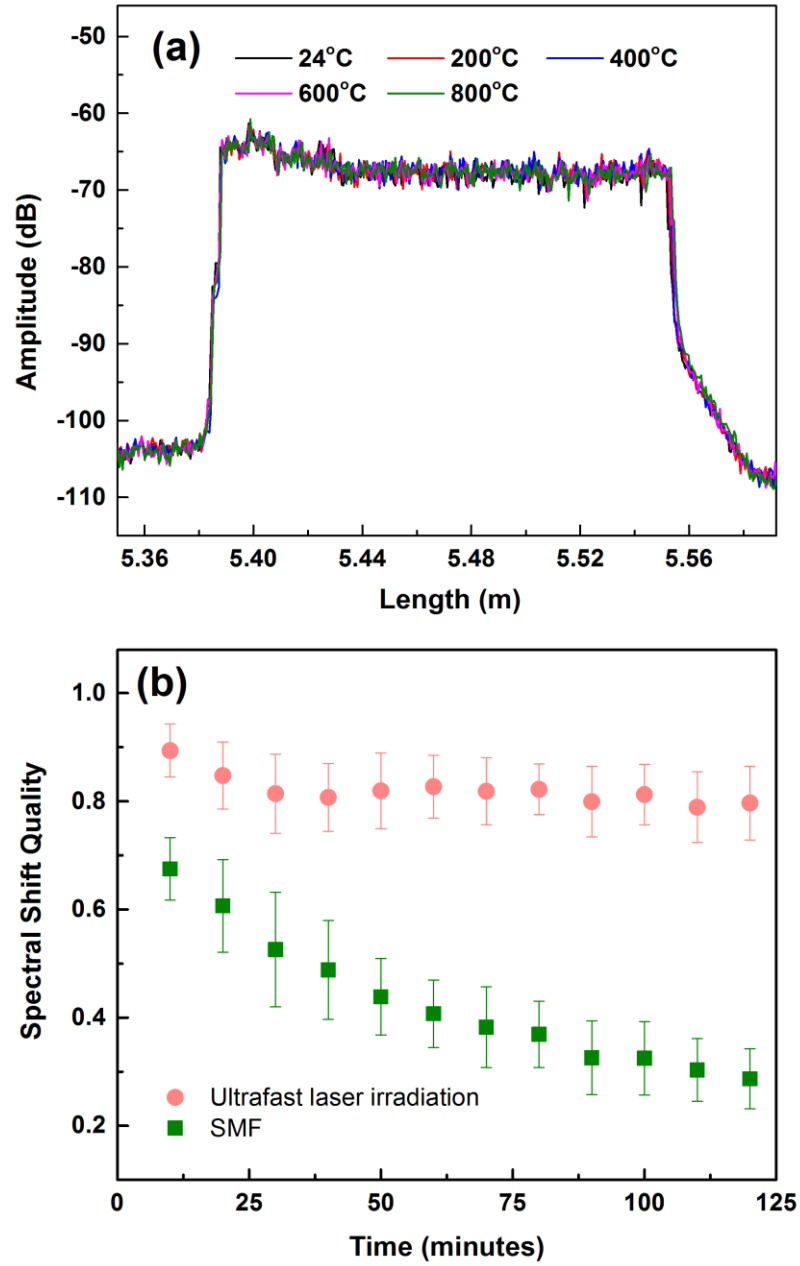 (a)
24°C 200°C 400°C
600°C 800°C
-50
-60
-70
-80
-90
-100
-110
Amplitude (dB)
5.36 5.40 5.44 5.48 5.52 5.56
Length (m)
(b)
1.0
0.8
0.6
0.4
0.2
Spectral Shift Quality
Ultrafast laser irradiation
SMF
0 25 50 75 100 125
Time (minutes)